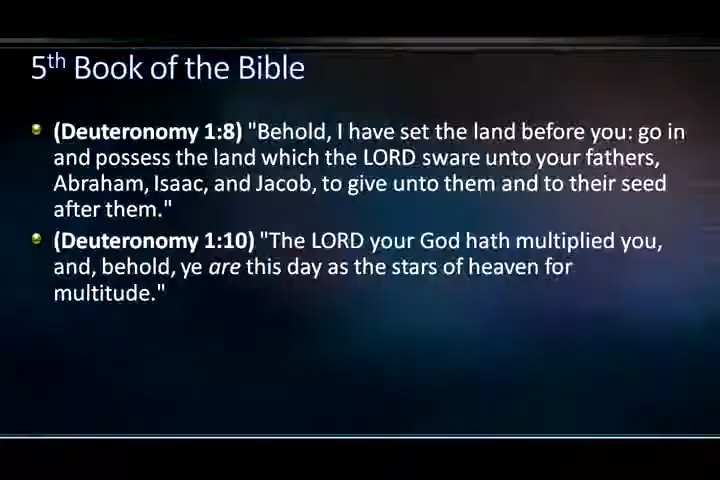 5th Book of the Bible
(Deuteronomy 1:8) "Behold, I have set the land before you: go in
and possess the land which the LORD sware unto your fathers,
Abraham, Isaac, and Jacob, to give unto them and to their seed
after them."
(Deuteronomy 1:10) "The LORD your God hath multiplied you,
and, behold, ye are this day as the stars of heaven for
multitude."